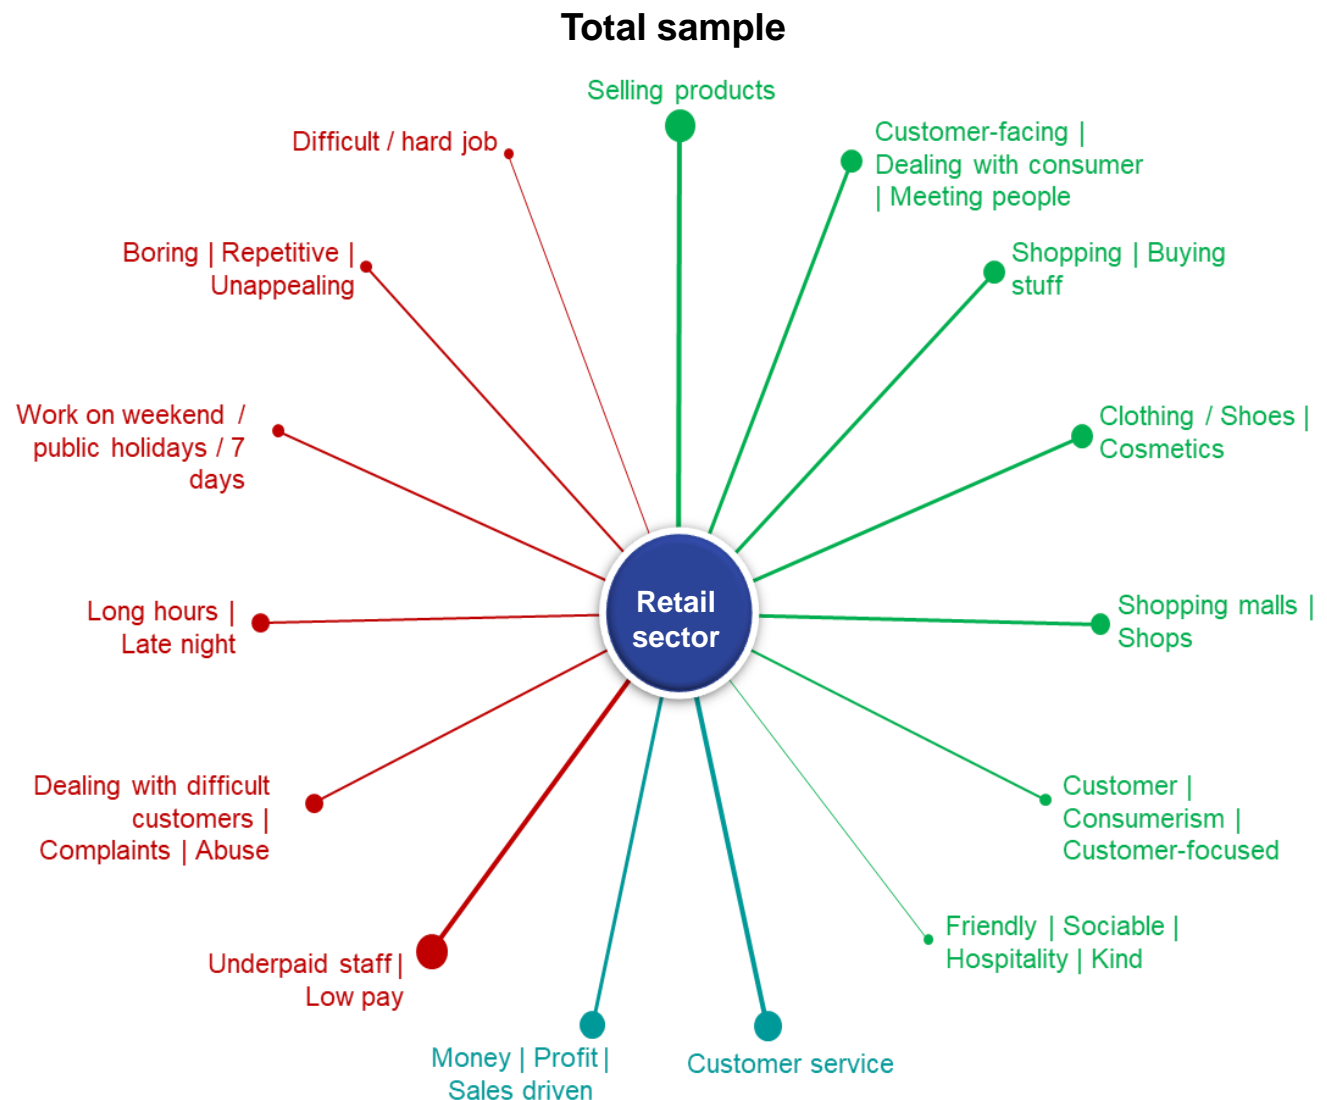 Total sample
Selling products
Customer-facing |
Dealing with consumer
| Meeting people
Shopping | Buying
stuff
Clothing / Shoes |
Cosmetics
Shopping malls |
Shops
Customer |
Consumerism |
Customer-focused
Friendly | Sociable |
Hospitality | Kind
Customer service
Money | Profit |
Sales driven
Underpaid staff |
Low pay
Dealing with difficult
customers |
Complaints | Abuse
Long hours |
Late night
Work on weekend /
public holidays / 7
days
Boring | Repetitive |
Unappealing
Difficult / hard job
Retail
sector